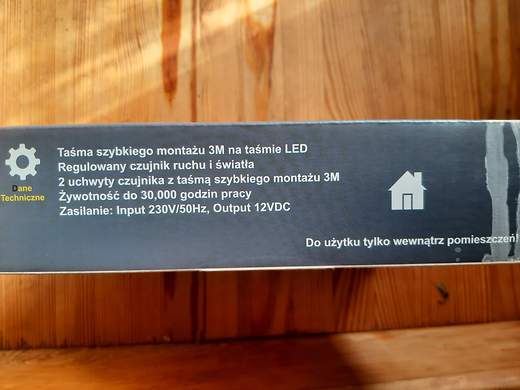 Taśma szybkiego montażu 3M na taśmie LED
Regulowany czujnik ruchu i światła
2 uchwyty czujnika z taśmą szybkiego montażu 3M
Żywotność do 30,000 godzin pracy
Zasilanie: Input 230V/50Hz, Output 12VDC
Dane
Techniczne
Do użytku tylko wewnątrz pomieszczeń!